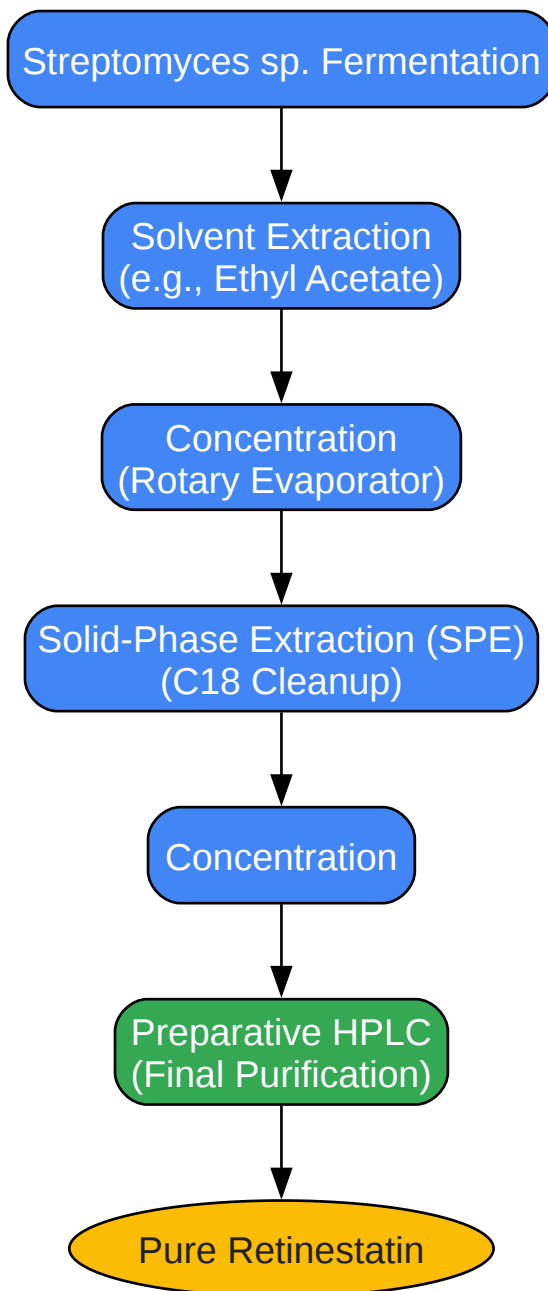 Streptomyces sp. Fermentation
Solvent Extraction
(e.g., Ethyl Acetate)
Concentration
(Rotary Evaporator)
Solid-Phase Extraction (SPE)
(C18 Cleanup)
Concentration
Preparative HPLC
(Final Purification)
Pure Retinestatin